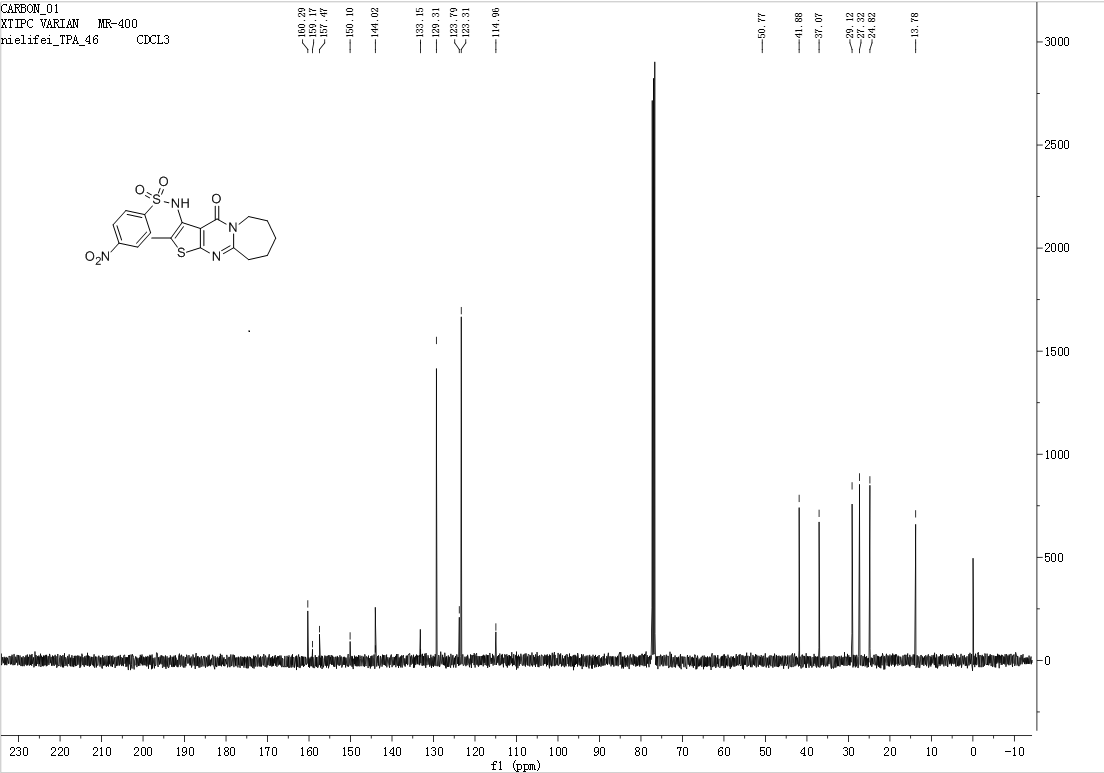 CARBON_01
XTIPC VARIAN MR-400
nielifei_TPA_46 CDCL3
160.29
159.17
157.47
150.10
144.02
133.15
129.31
123.79
123.31
114.96
50.77
41.88
37.07
29.12
27.32
24.82
13.78
3000
2500
2000
1500
1000
500
0
O
O
S
NH
O
N
S
N
O2N
230 220 210 200 190 180 170 160 150 140 130 120 110 100 90 80 70 60 50 40 30 20 10 0 -10
f1 (ppm)